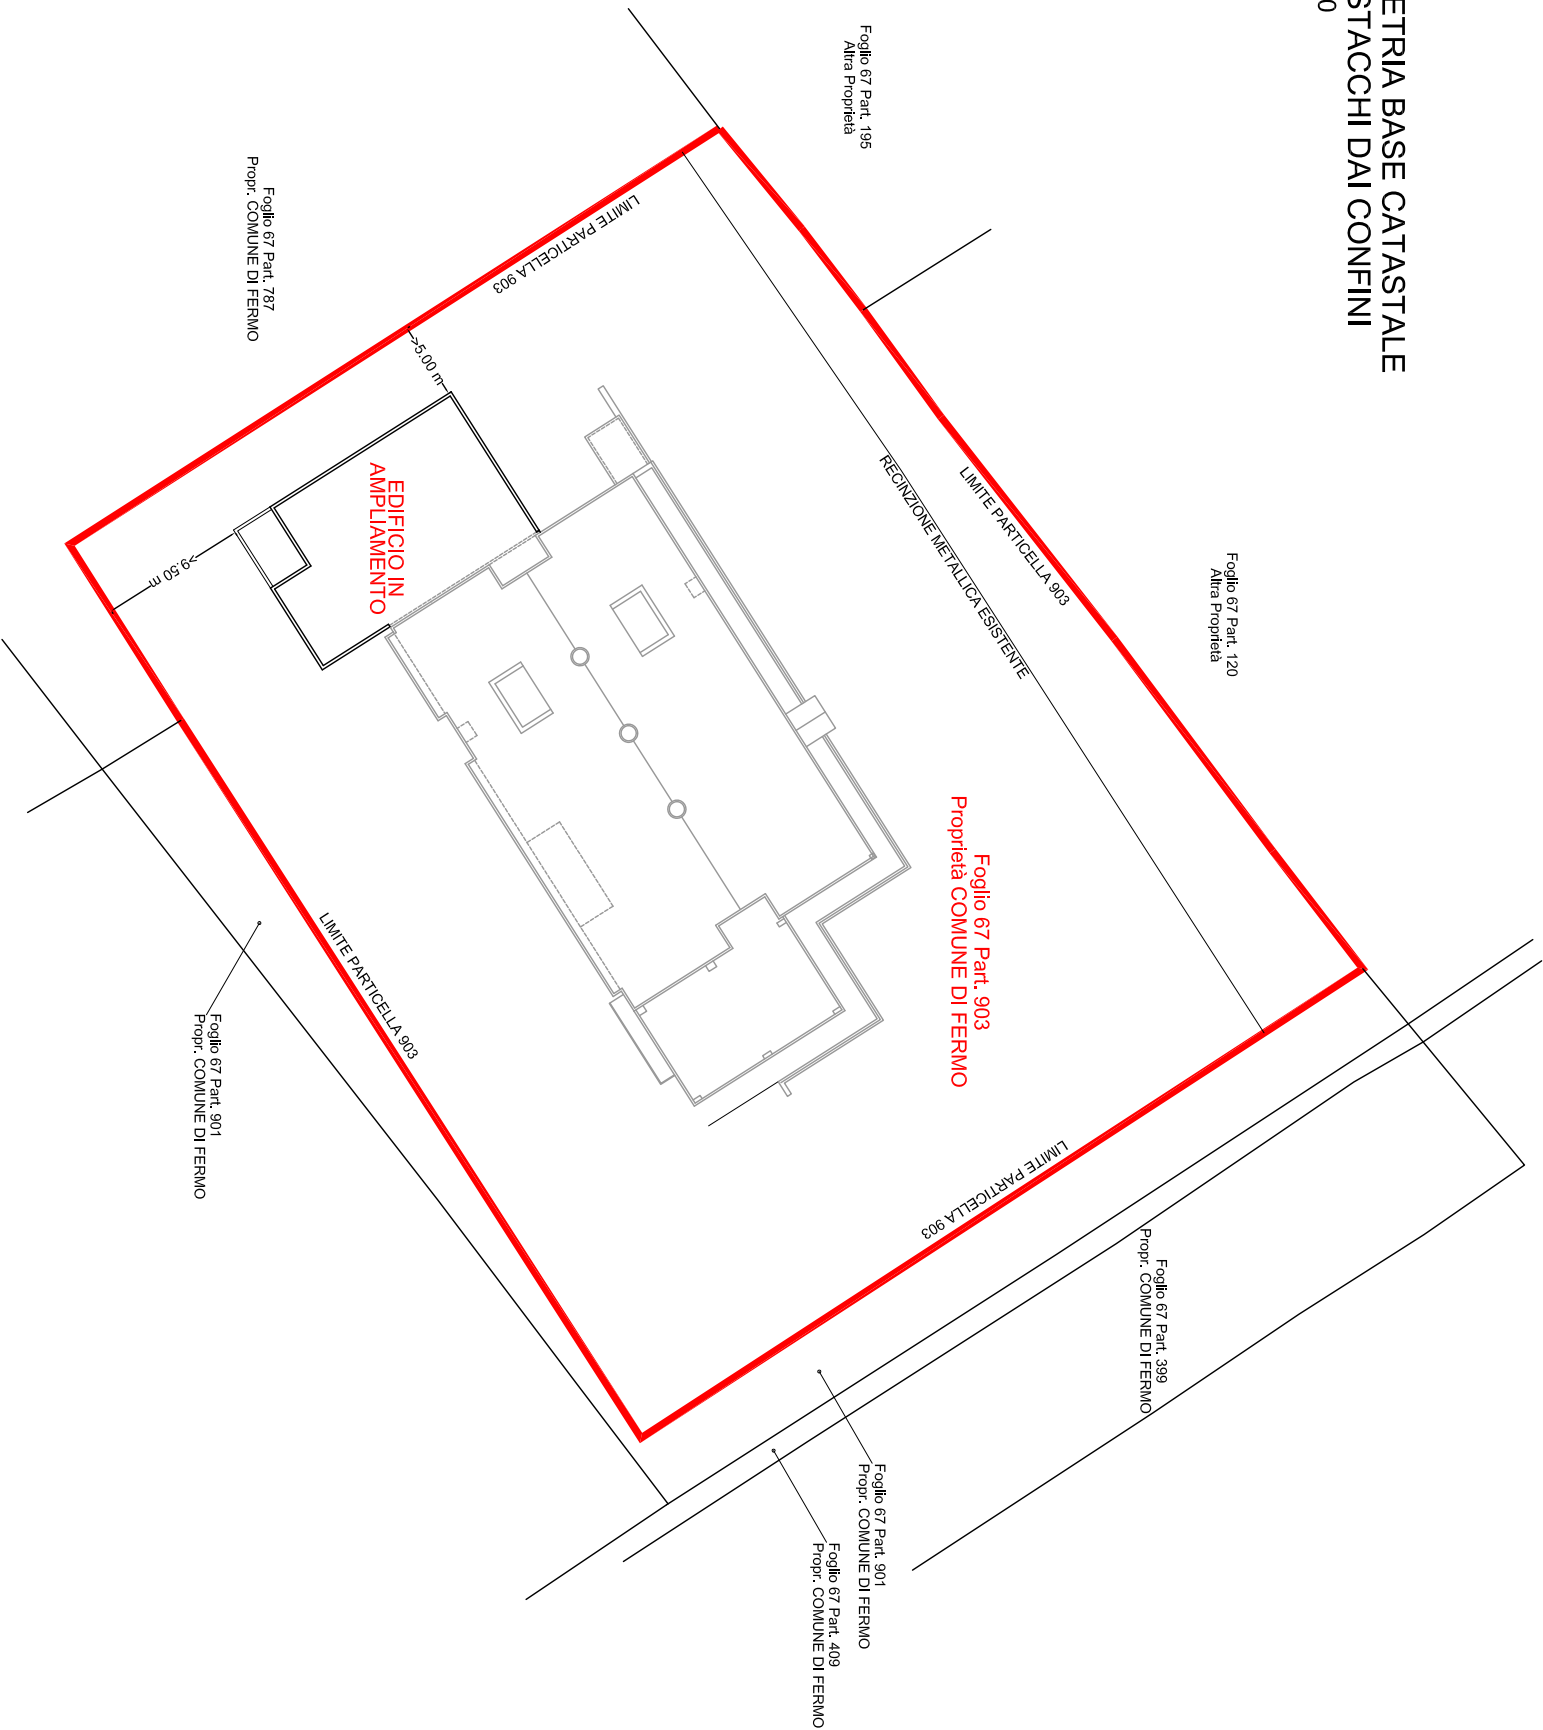 ETRIA BASE CATASTALE
STACCHI DAI CONFINI
0
Foglio 67 Part. 195
Altra Proprietà
Foglio 67 Part. 120
Altra Proprietà
Foglio 67 Part. 787
Propr. COMUNE DI FERMO
LIMITE PARTICELLA 903
LIMITE PARTICELLA 903
RECINZIONE METALLICA ESISTENTE
>5.00 m
>9.50 m
EDIFICIO IN
AMPLIAMENTO
Foglio 67 Part. 903
Proprietà COMUNE DI FERMO
LIMITE PARTICELLA 903
LIMITE PARTICELLA 903
Foglio 67 Part. 901
Propr. COMUNE DI FERMO
Foglio 67 Part. 399
Propr. COMUNE DI FERMO
Foglio 67 Part. 901
Propr. COMUNE DI FERMO
Foglio 67 Part. 409
Propr. COMUNE DI FERMO